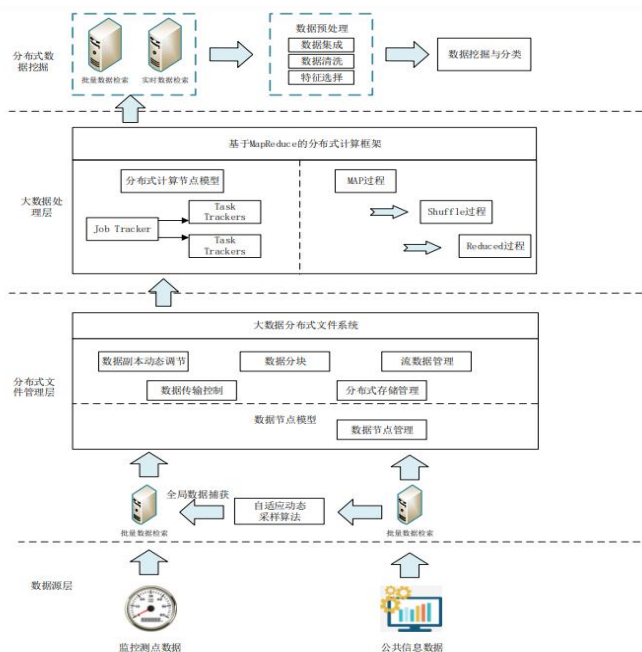 分布式数
据挖掘
批量数据检索
实时数据检索
数据预处理
数据集成
数据清洗
特征选择
数据挖掘与分类
大数据处
理层
基于MapReduce的分布式计算框架
分布式计算节点模型
Job Tracker
Task
Trackers
Task
Trackers
MAP过程
Shuffle过程
Reduced过程
分布式文
件管理层
大数据分布式文件系统
数据副本动态调节
数据分块
流数据管理
数据传输控制
分布式存储管理
数据节点模型
数据节点管理
全局数据捕获
批量数据检索
自适应动态
采样算法
批量数据检索
数据源层
监控测点数据
公共信息数据